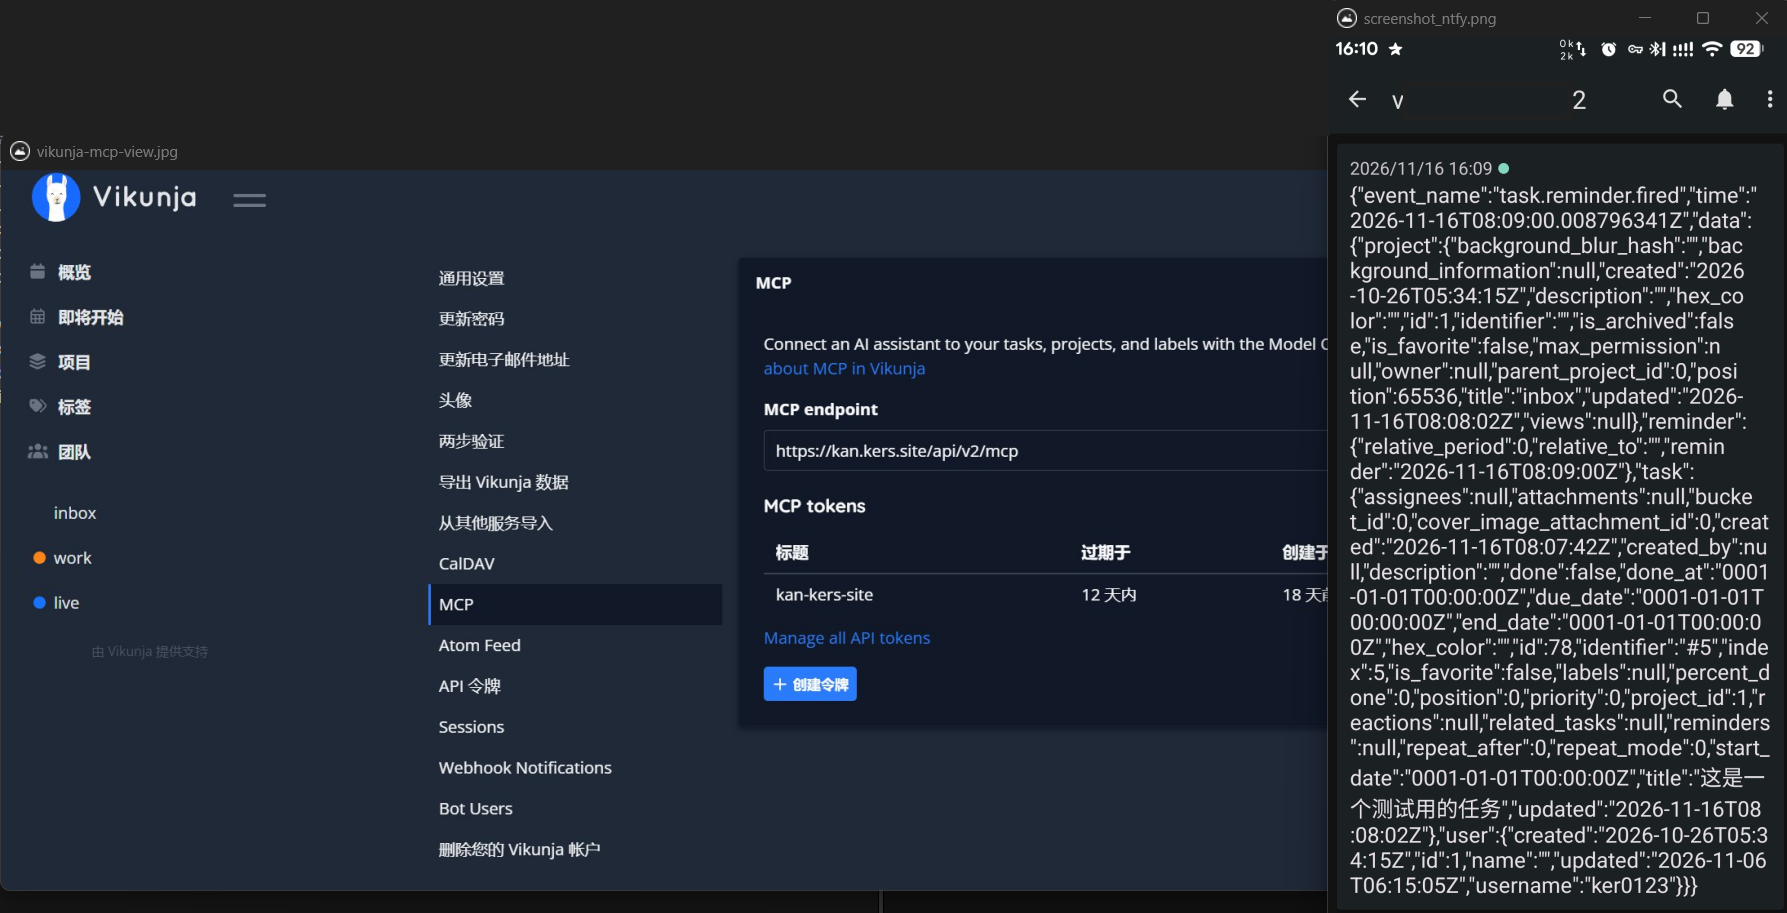 vikunja-mcp-view.jpg
Vikunja
概览
即将开始
项目
标签
团队
inbox
work
live
由 Vikunja 提供支持
通用设置
更新密码
更新电子邮件地址
头像
两步验证
导出 Vikunja 数据
从其他服务导入
CalDAV
MCP
Atom Feed
API 令牌
Sessions
Webhook Notifications
Bot Users
删除您的 Vikunja 帐户
MCP
Connect an AI assistant to your tasks, projects, and labels with the Model
about MCP in Vikunja
MCP endpoint
https://kan.kers.site/api/v2/mcp
MCP tokens
标题 过期于 创建于
kan-kers-site 12 天内 18 天
Manage all API tokens
+ 创建令牌
screenshot_ntfy.png
16:10 ★ 0k 2k 92
v 2
2026/11/16 16:09
{"event_name":"task.reminder.fired","time":"
2026-11-16T08:09:00.008796341Z","data":
{"project":{"background_blur_hash":"","bac
kground_information":null,"created":"2026
-10-26T05:34:15Z","description":"","hex_co
lor":"","id":1,"identifier":"","is_archived":fals
e,"is_favorite":false,"max_permission":n
ull,"owner":null,"parent_project_id":0,"posi
tion":65536,"title":"inbox","updated":"2026-
11-16T08:08:02Z","views":null},"reminder":
{"relative_period":0,"relative_to":"","remin
der":"2026-11-16T08:09:00Z"},"task":
{"assignees":null,"attachments":null,"bucke
t_id":0,"cover_image_attachment_id":0,"creat
ed":"2026-11-16T08:07:42Z","created_by":nu
ll,"description":"","done":false,"done_at":"0001
-01-01T00:00:00Z","due_date":"0001-01-01T
00:00:00Z","end_date":"0001-01-01T00:00:0
0Z","hex_color":"","id":78,"identifier":"#5","inde
x":5,"is_favorite":false,"labels":null,"percent_d
one":0,"position":0,"priority":0,"project_id":1,"r
eactions":null,"related_tasks":null,"reminders
":null,"repeat_after":0,"repeat_mode":0,"start_
date":"0001-01-01T00:00:00Z","title":"这是一
个测试用的任务","updated":"2026-11-16T08
:08:02Z"},"user":{"created":"2026-10-26T05:3
4:15Z","id":1,"name":"","updated":"2026-11-06
T06:15:05Z","username":"ker0123"}}}